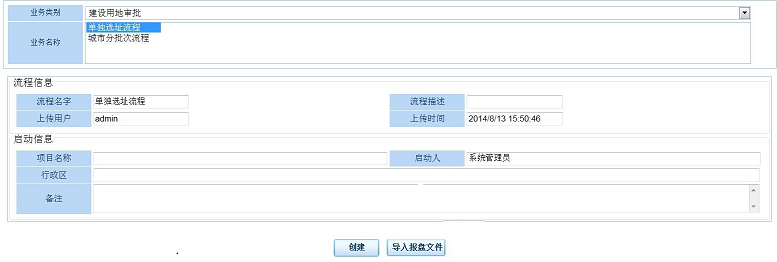 业务类别 建设用地审批
业务名称 单独选址流程
城市分批次流程
流程信息
流程名字 单独选址流程 流程描述
上传用户 admin 上传时间 2014/8/13 15:50:46
启动信息
项目名称 启动人 系统管理员
行政区
备注
创建 导入报盘文件